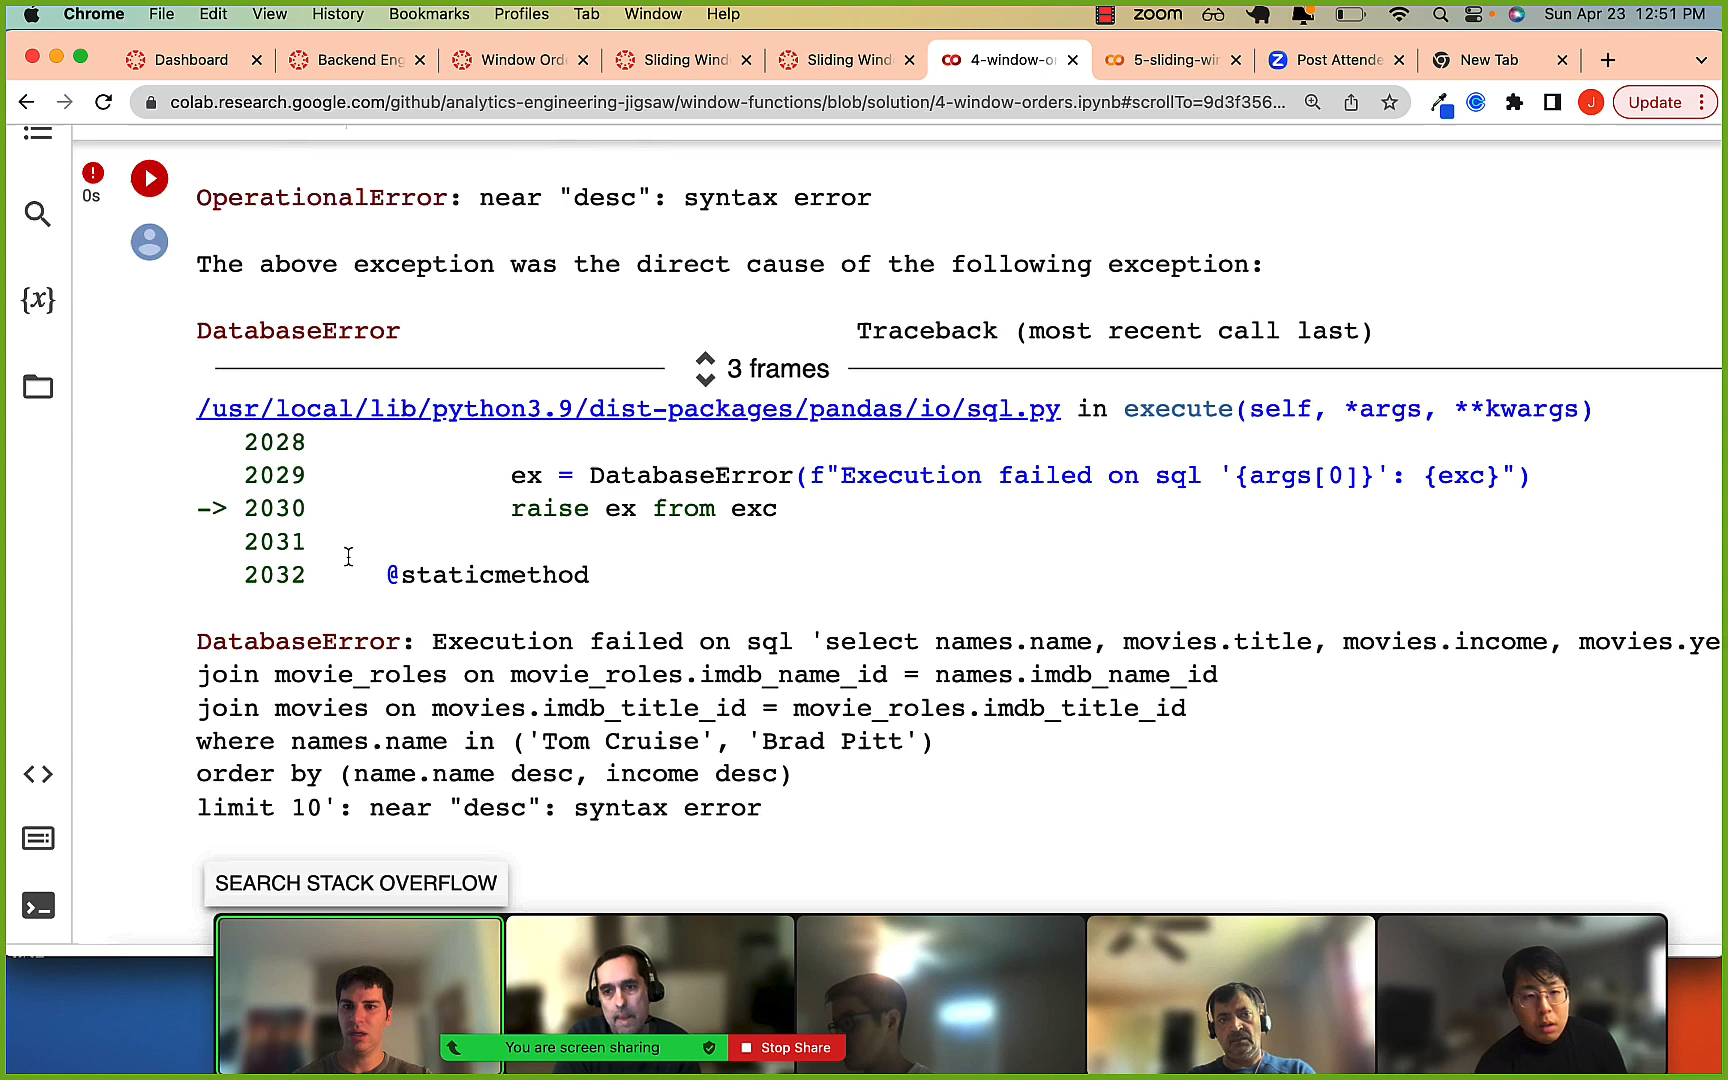 Chrome File Edit View History Bookmarks Profiles Tab Window Help zoom Sun Apr 23 12:51 PM
Dashboard Backend Eng Window Ord Sliding Wind Sliding Wind 4-window-or 5-sliding-wir Post Attende New Tab
colab.research.google.com/github/analytics-engineering-jigsaw/window-functions/blob/solution/4-window-orders.ipynb#scrollTo=9d3f356... J Update
{x}
0s
OperationalError: near "desc": syntax error
The above exception was the direct cause of the following exception:
DatabaseError Traceback (most recent call last)
3 frames
/usr/local/lib/python3.9/dist-packages/pandas/io/sql.py in execute(self, *args, **kwargs)
2028
2029 ex = DatabaseError(f"Execution failed on sql '{args[0]}': {exc}")
-> 2030 raise ex from exc
2031
2032 @staticmethod
DatabaseError: Execution failed on sql 'select names.name, movies.title, movies.income, movies.ye
join movie_roles on movie_roles.imdb_name_id = names.imdb_name_id
join movies on movies.imdb_title_id = movie_roles.imdb_title_id
where names.name in ('Tom Cruise', 'Brad Pitt')
order by (name.name desc, income desc)
limit 10': near "desc": syntax error
SEARCH STACK OVERFLOW
You are screen sharing Stop Share